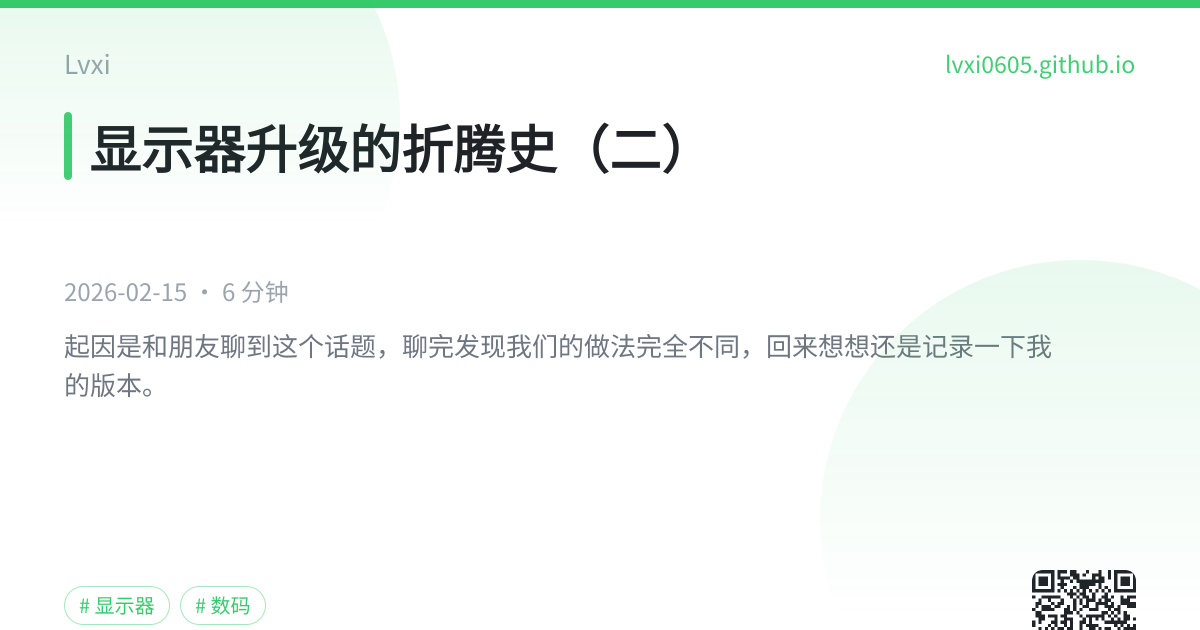 Lvxi
lvxi0605.github.io
显示器升级的折腾史（二）
2026-02-15 · 6 分钟
起因是和朋友聊到这个话题，聊完发现我们的做法完全不同，回来想想还是记录一下我
的版本。
# 显示器
# 数码